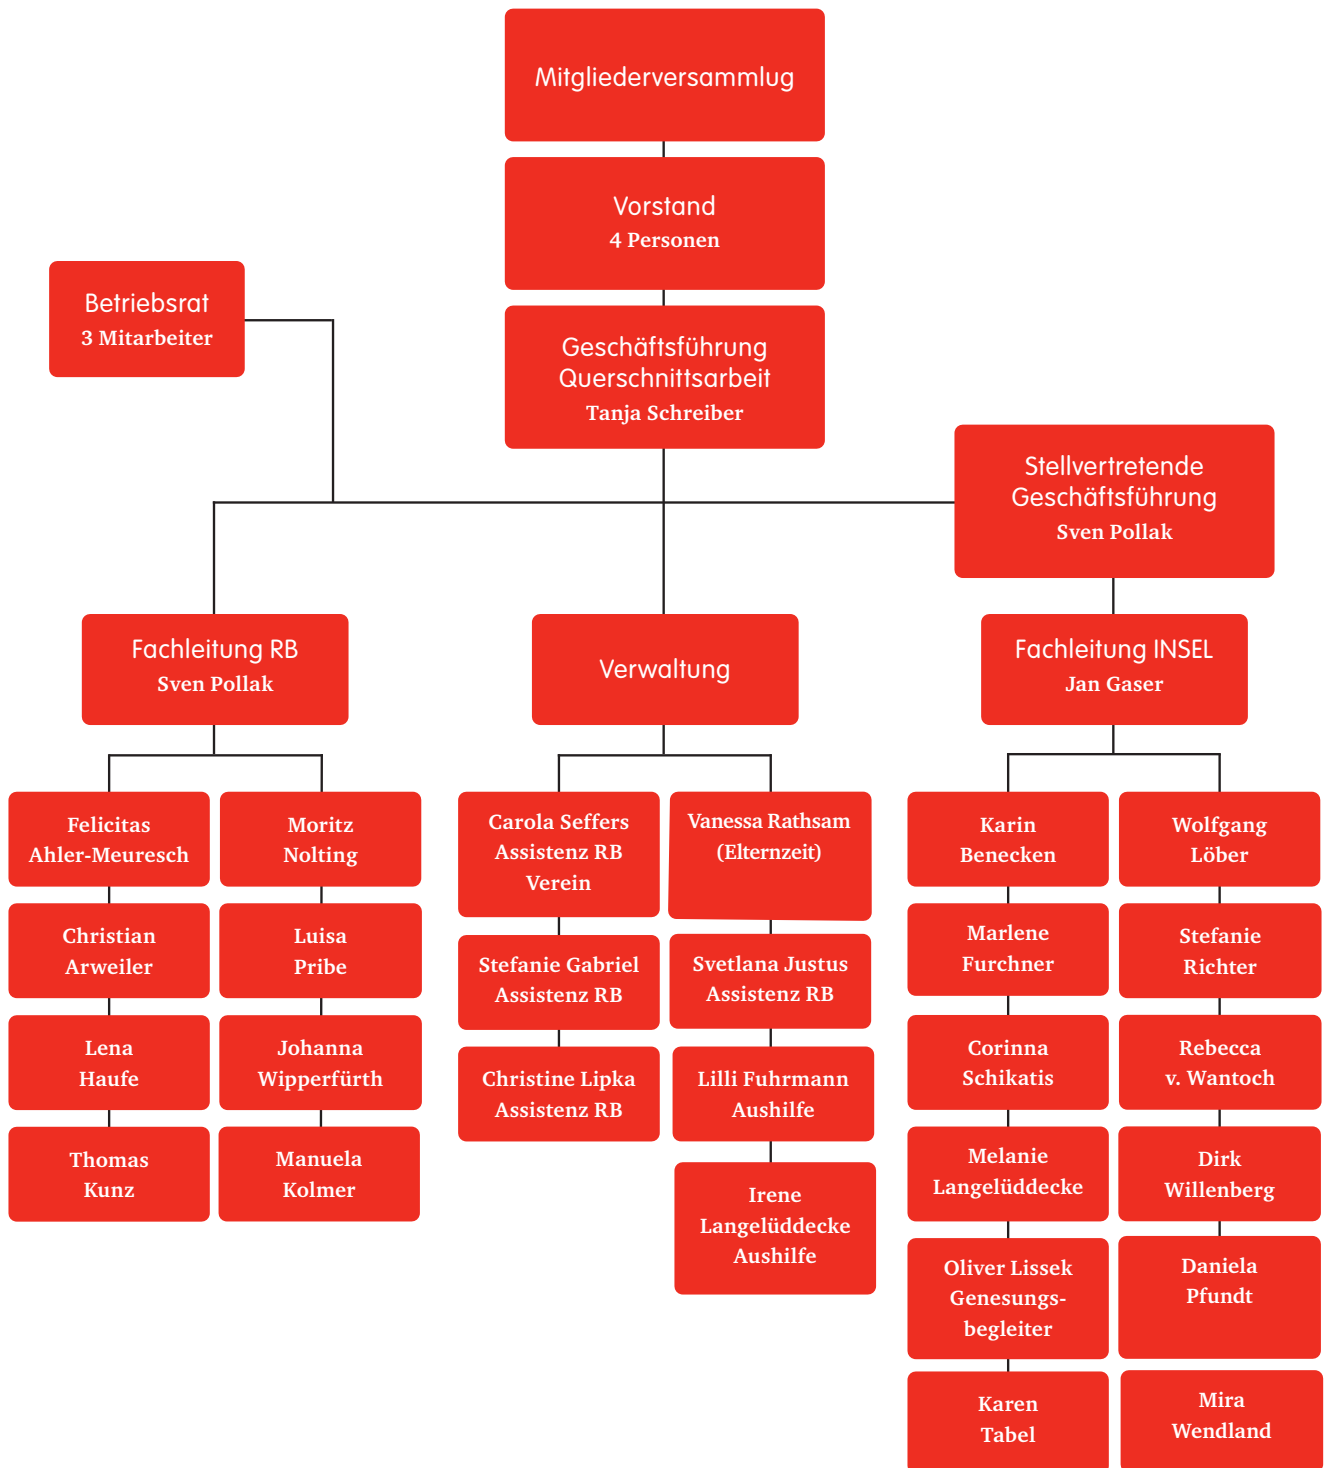 Mitgliederversammlug
Vorstand
4 Personen
Betriebsrat
3 Mitarbeiter
Geschäftsführung
Querschnittsarbeit
Tanja Schreiber
Stellvertretende
Geschäftsführung
Sven Pollak
Fachleitung RB
Sven Pollak
Verwaltung
Fachleitung INSEL
Jan Gaser
Felicitas
Ahler-Meuresch
Christian
Arweiler
Lena
Haufe
Thomas
Kunz
Moritz
Nolting
Luisa
Pribe
Johanna
Wipperfürth
Manuela
Kolmer
Carola Seffers
Assistenz RB
Verein
Stefanie Gabriel
Assistenz RB
Christine Lipka
Assistenz RB
Vanessa Rathsam
(Elternzeit)
Svetlana Justus
Assistenz RB
Lilli Fuhrmann
Aushilfe
Irene
Langelüddecke
Aushilfe
Karin
Benecken
Marlene
Furchner
Corinna
Schikatis
Melanie
Langelüddecke
Oliver Lissek
Genesungs-
begleiter
Karen
Tabel
Wolfgang
Löber
Stefanie
Richter
Rebecca
v. Wantoch
Dirk
Willenberg
Daniela
Pfundt
Mira
Wendland